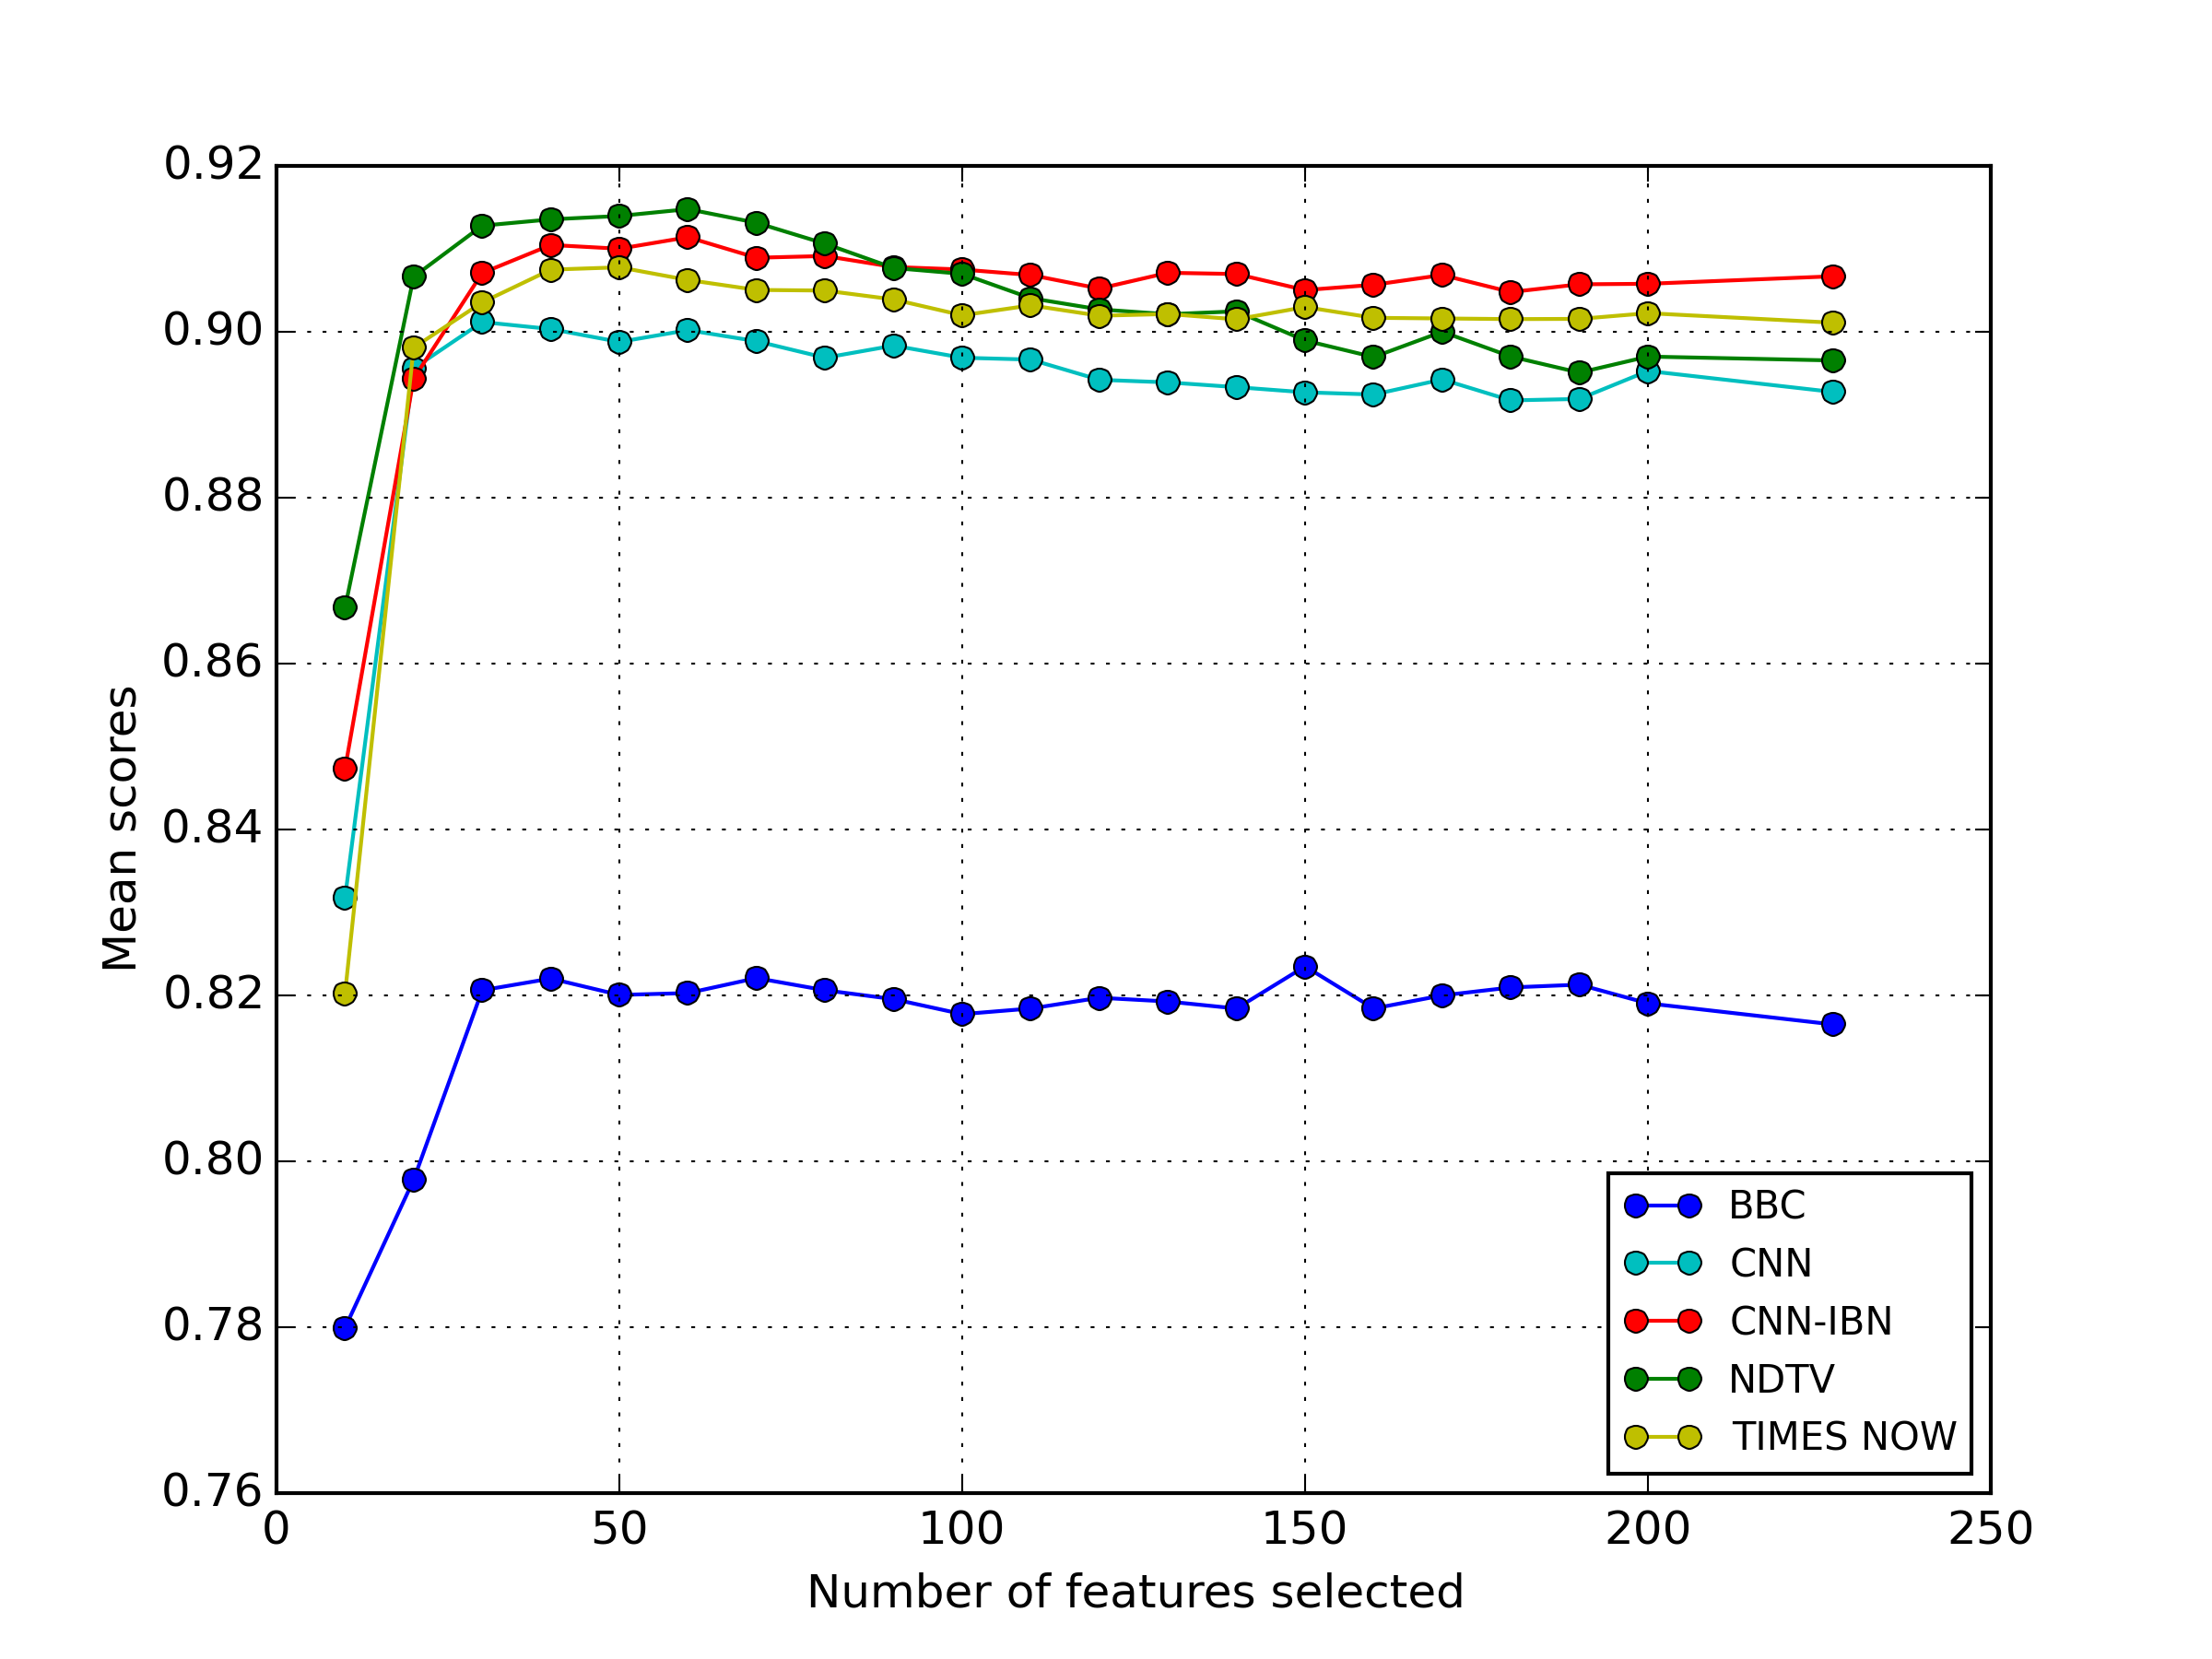 0.92
0.90
0.88
0.86
0.84
0.82
0.80
0.78
0.76
Mean scores
BBC
CNN
CNN-IBN
NDTV
TIMES NOW
0 50 100 150 200 250
Number of features selected